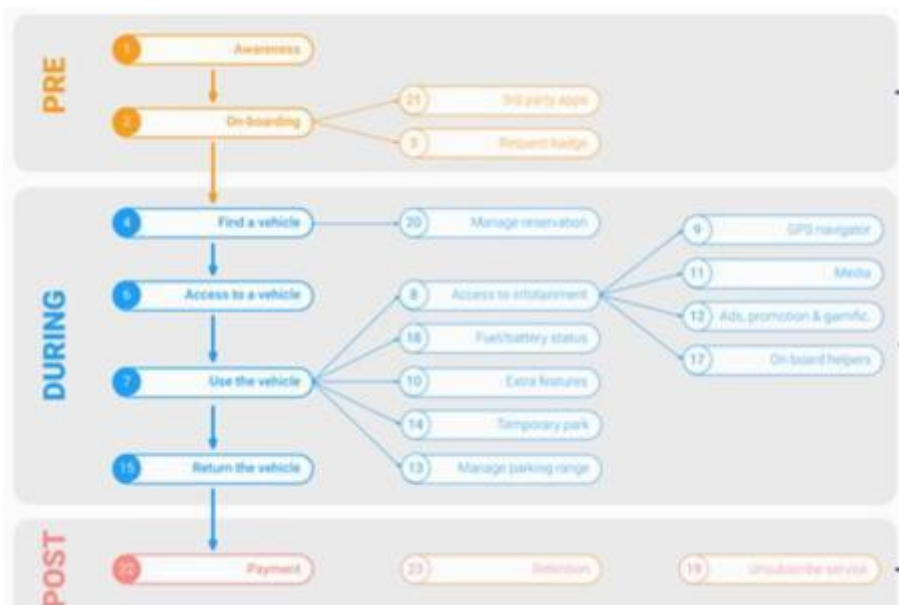 PRE
1 Awareness
2 On-boarding
21 3rd party apps
3 Request badge
DURING
4 Find a vehicle
20 Manage reservation
9 GPS navigator
11 Media
6 Access to a vehicle
8 Access to infotainment
12 Ads, promotion & gamific.
18 Fuel/battery status
17 On board helpers
7 Use the vehicle
10 Extra features
14 Temporary park
15 Return the vehicle
13 Manage parking range
POST
22 Payment
23 Retention
19 Unsubscribe service